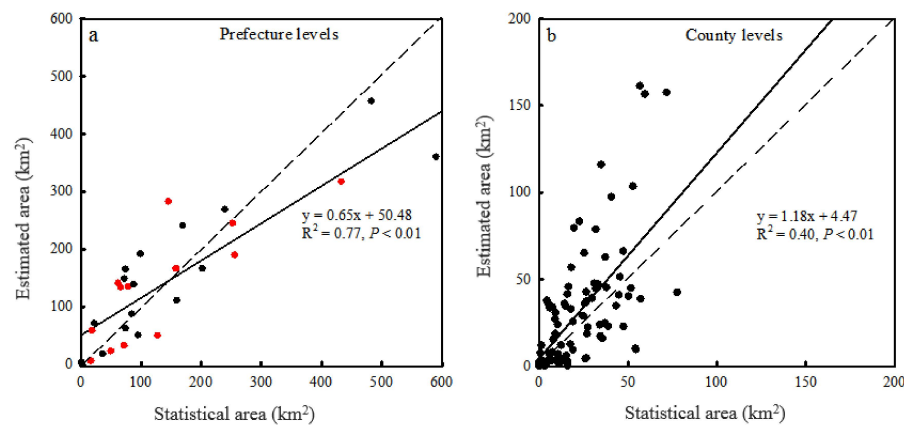 a
Prefecture levels
600
500
400
300
200
100
0
0
100
200
300
400
500
600
Estimated area (km²)
Statistical area (km²)
y = 0.65x + 50.48
R² = 0.77, P < 0.01
b
County levels
200
150
100
50
0
0
50
100
150
200
Estimated area (km²)
Statistical area (km²)
y = 1.18x + 4.47
R² = 0.40, P < 0.01